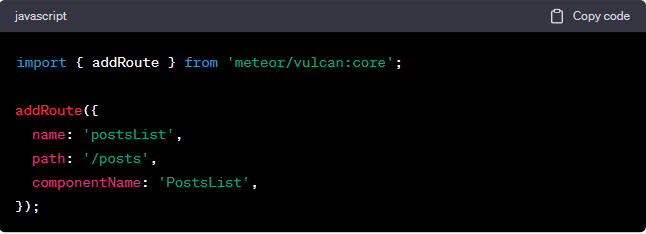 javascript
Copy code
import { addRoute } from 'meteor/vulcan:core';
addRoute({
name: 'postsList',
path: '/posts',
componentName: 'PostsList',
});